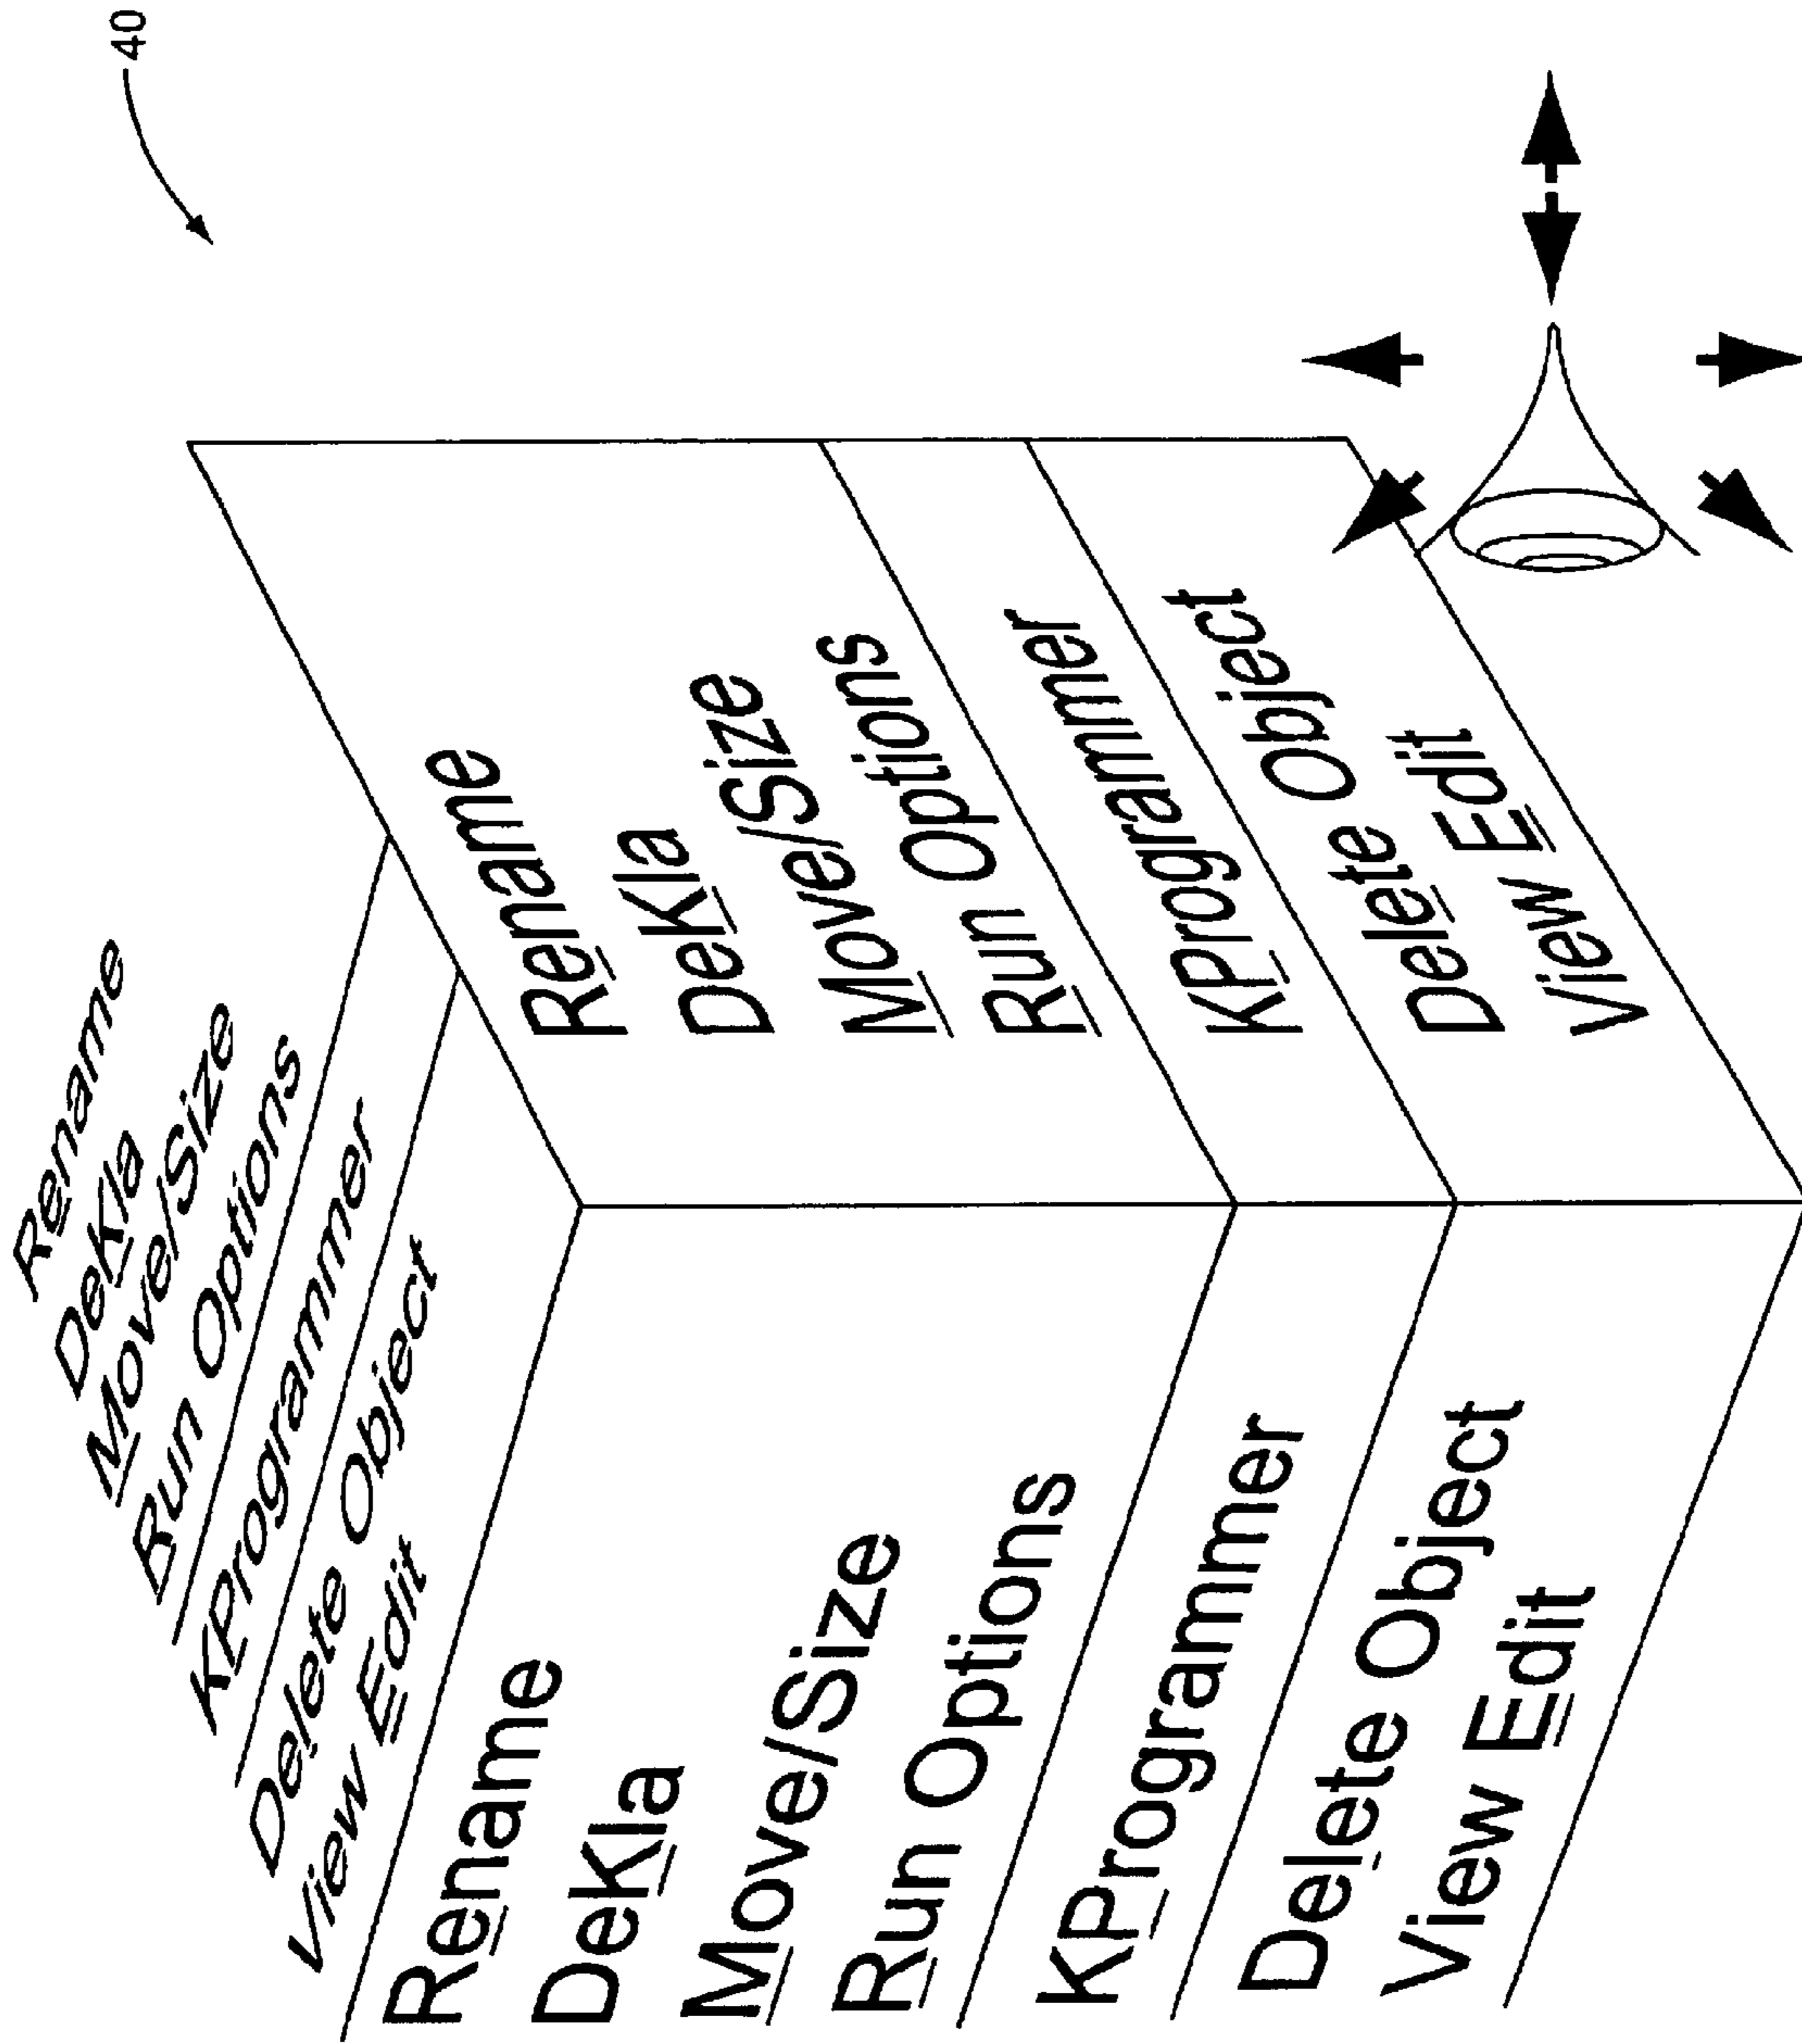 40
Rename
DeKla
Move/Size
Run Options
KProgrammer
Delete Object
View Edit
Rename
DeKla
Move/Size
Run Options
KProgrammer
Delete Object
View Edit
Rename
DeKla
Move/Size
Run Options
KProgrammer
Delete Object
View Edit